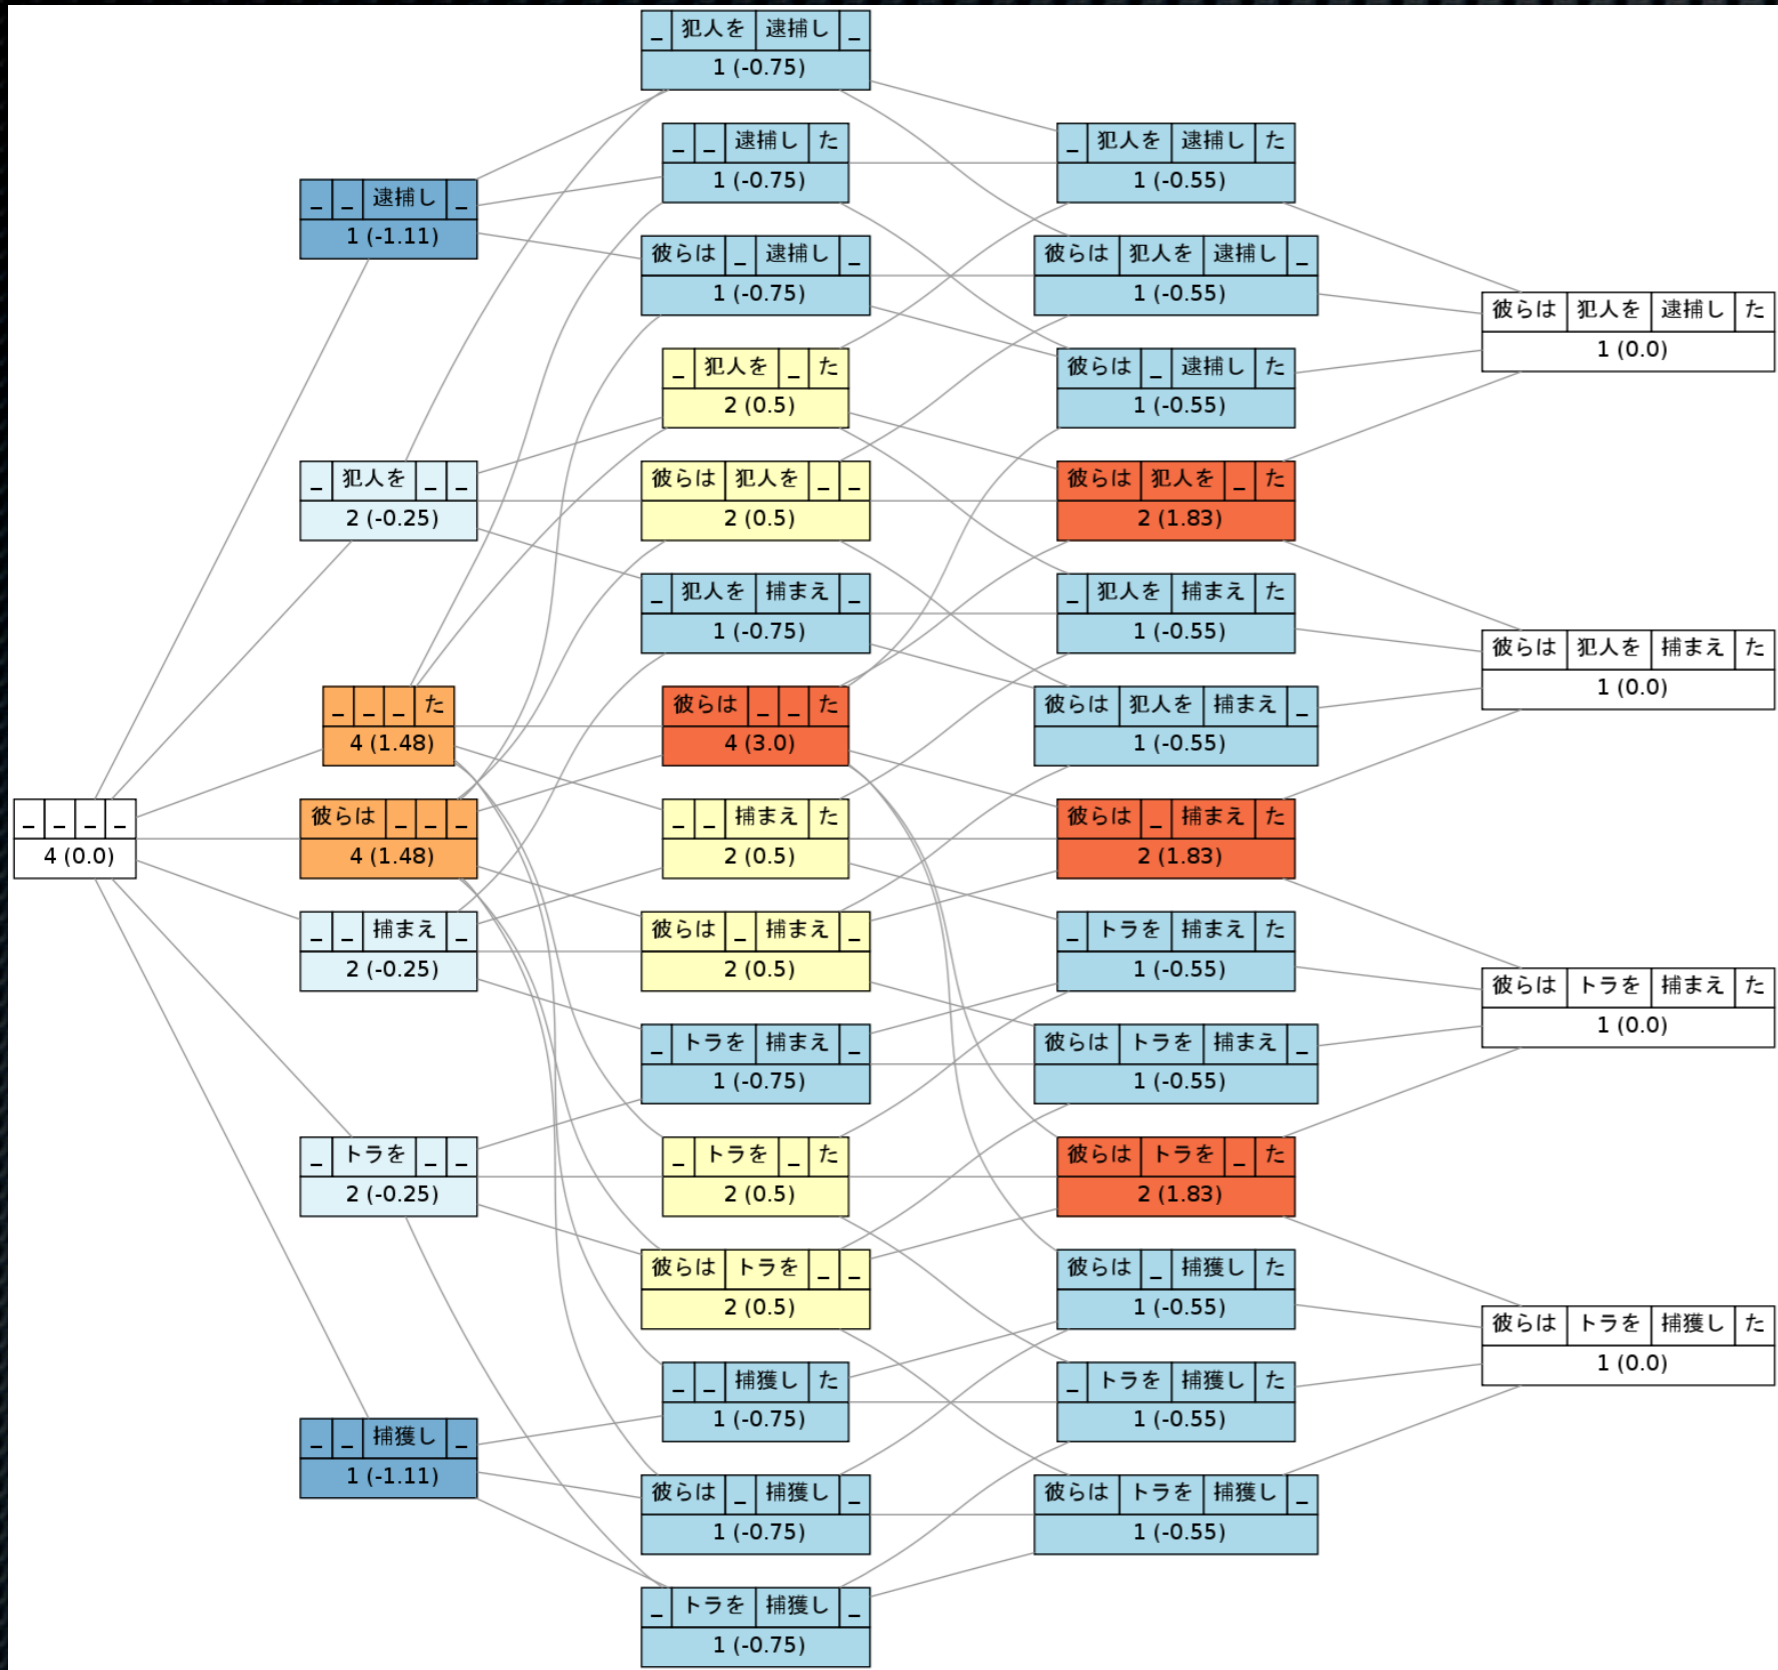 _ _ _ _
4 (0.0)
_ _ 逮捕し _
1 (-1.11)
_ 犯人を _ _
2 (-0.25)
_ _ _ た
4 (1.48)
彼らは _ _ _
4 (1.48)
_ _ 捕まえ _
2 (-0.25)
_ トラを _ _
2 (-0.25)
_ _ 捕獲し _
1 (-1.11)
_ 犯人を 逮捕し _
1 (-0.75)
_ _ 逮捕し た
1 (-0.75)
彼らは _ 逮捕し _
1 (-0.75)
_ 犯人を _ た
2 (0.5)
彼らは 犯人を _ _
2 (0.5)
_ 犯人を 捕まえ _
1 (-0.75)
彼らは _ _ た
4 (3.0)
_ _ 捕まえ た
2 (0.5)
彼らは _ 捕まえ _
2 (0.5)
_ トラを 捕まえ _
1 (-0.75)
_ トラを _ た
2 (0.5)
彼らは トラを _ _
2 (0.5)
_ _ 捕獲し た
1 (-0.75)
彼らは _ 捕獲し _
1 (-0.75)
_ トラを 捕獲し _
1 (-0.75)
_ 犯人を 逮捕し た
1 (-0.55)
彼らは 犯人を 逮捕し _
1 (-0.55)
彼らは _ 逮捕し た
1 (-0.55)
彼らは 犯人を _ た
2 (1.83)
_ 犯人を 捕まえ た
1 (-0.55)
彼らは 犯人を 捕まえ _
1 (-0.55)
彼らは _ 捕まえ た
2 (1.83)
_ トラを 捕まえ た
1 (-0.55)
彼らは トラを 捕まえ _
1 (-0.55)
彼らは トラを _ た
2 (1.83)
彼らは _ 捕獲し た
1 (-0.55)
_ トラを 捕獲し た
1 (-0.55)
彼らは トラを 捕獲し _
1 (-0.55)
彼らは 犯人を 逮捕し た
1 (0.0)
彼らは 犯人を 捕まえ た
1 (0.0)
彼らは トラを 捕まえ た
1 (0.0)
彼らは トラを 捕獲し た
1 (0.0)